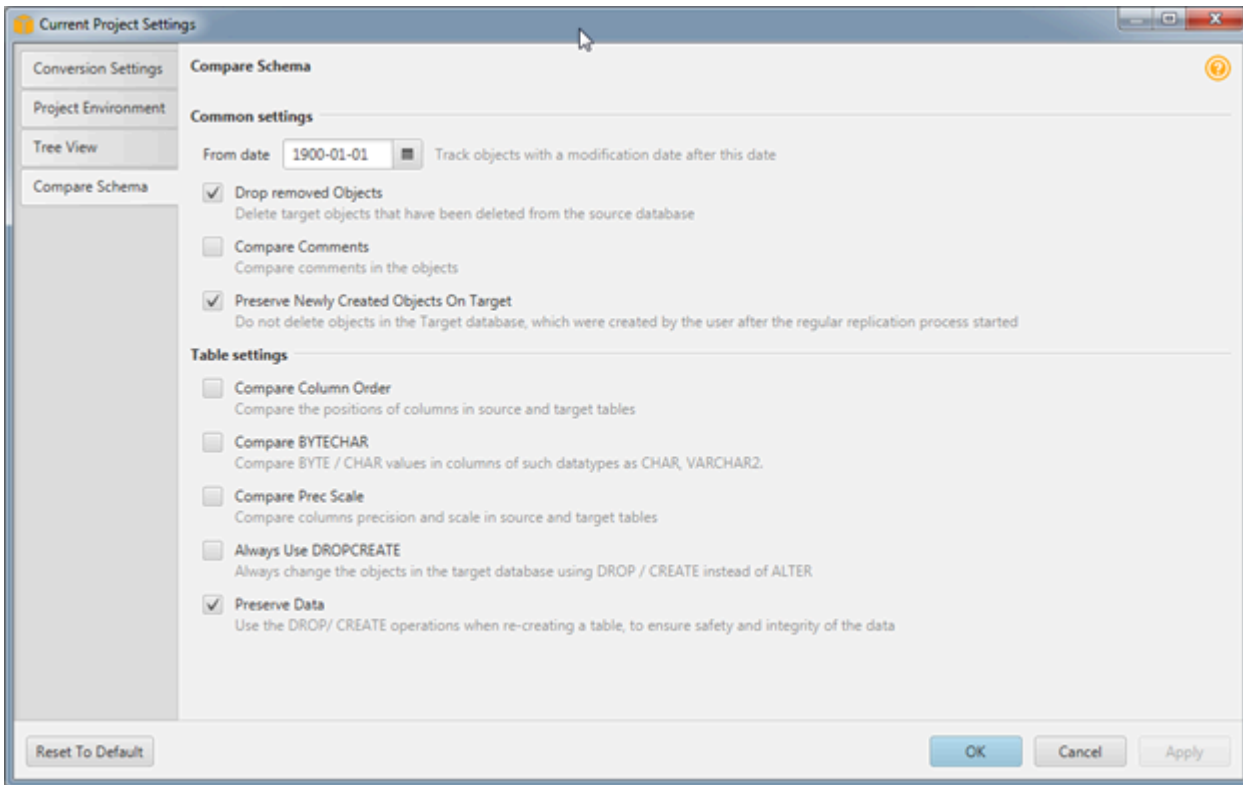 Current Project Settings
Conversion Settings
Project Environment
Tree View
Compare Schema
Compare Schema
Common settings
From date 1900-01-01 Track objects with a modification date after this date
Drop removed Objects
Delete target objects that have been deleted from the source database
Compare Comments
Compare comments in the objects
Preserve Newly Created Objects On Target
Do not delete objects in the Target database, which were created by the user after the regular replication process started
Table settings
Compare Column Order
Compare the positions of columns in source and target tables
Compare BYTECHAR
Compare BYTE / CHAR values in columns of such datatypes as CHAR, VARCHAR2.
Compare Prec Scale
Compare columns precision and scale in source and target tables
Always Use DROPCREATE
Always change the objects in the target database using DROP / CREATE instead of ALTER
Preserve Data
Use the DROP/ CREATE operations when re-creating a table, to ensure safety and integrity of the data
Reset To Default OK Cancel Apply